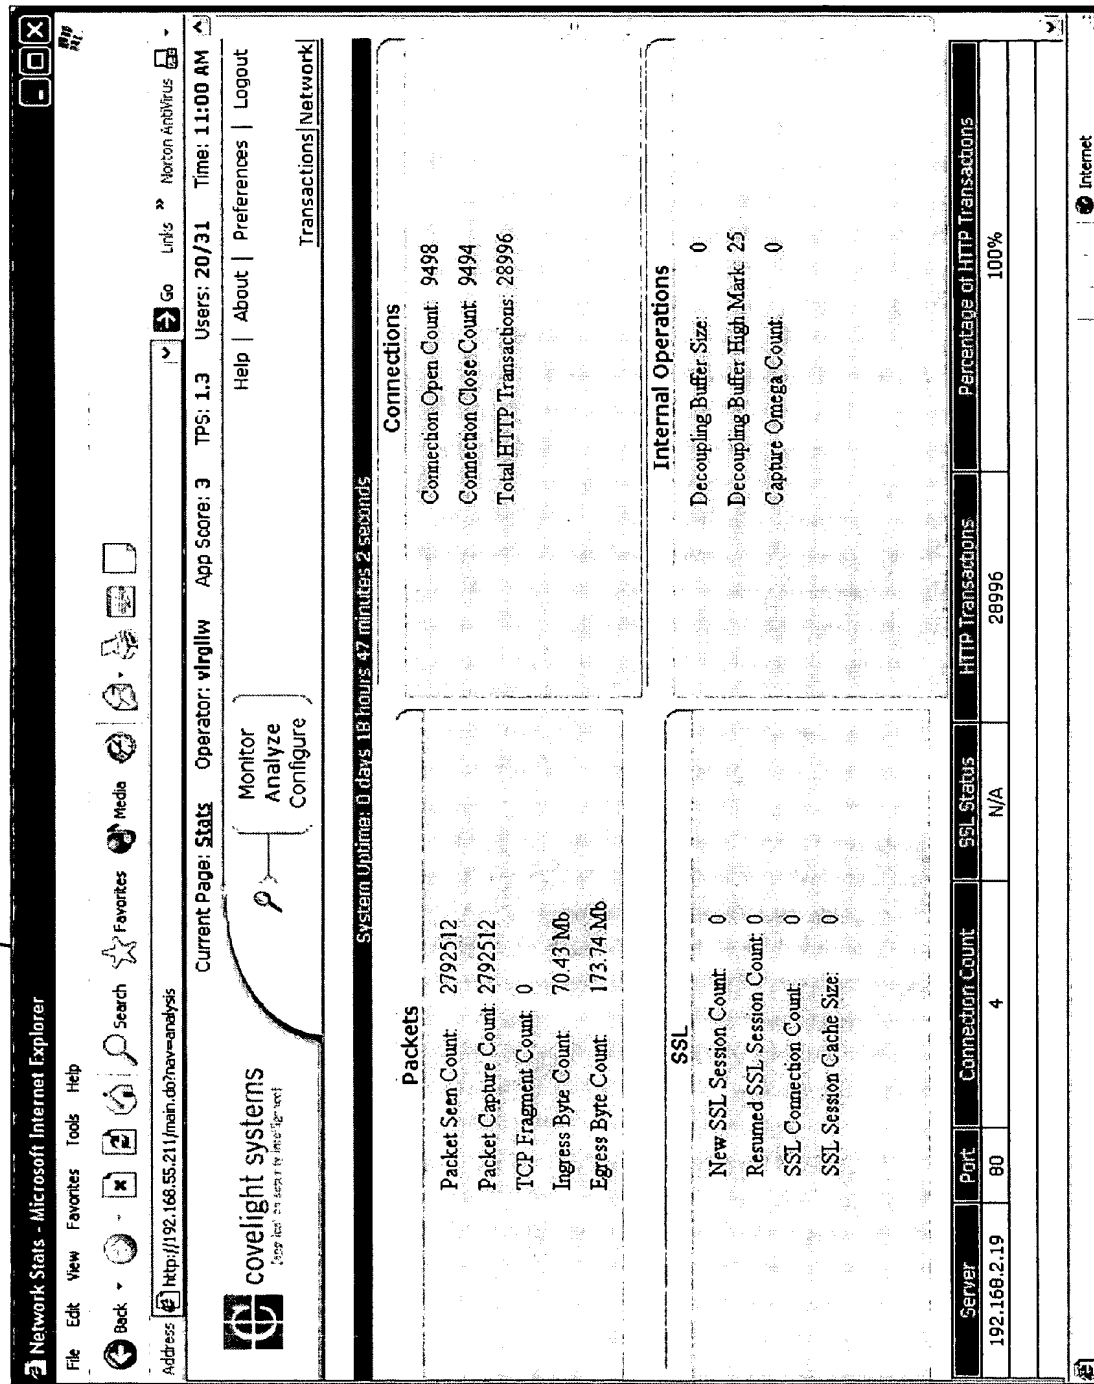 Network Stats - Microsoft Internet Explorer
File Edit View Favorites Tools Help
Back Search Favorites Media
Address http://192.168.55.211/main.do?nav=analysis Go Links » Norton AntiVirus
Current Page: Stats Operator: virgilw App Score: 3 TPS: 1.3 Users: 20/31 Time: 11:00 AM
covelight systems
Monitor
Analyze
Configure
Help | About | Preferences | Logout
Transactions | Network
System Uptime: 0 days 18 hours 47 minutes 2 seconds
Packets
Packet Seen Count: 2792512
Packet Capture Count: 2792512
TCP Fragment Count: 0
Ingress Byte Count: 70.43 Mb
Egress Byte Count: 173.74 Mb
Connections
Connection Open Count: 9498
Connection Close Count: 9494
Total HTTP Transactions: 28996
SSL
New SSL Session Count: 0
Resumed SSL Session Count: 0
SSL Connection Count: 0
SSL Session Cache Size: 0
Internal Operations
Decoupling Buffer Size: 0
Decoupling Buffer High Mark: 25
Capture Omega Count: 0
Server Port Connection Count SSL Status HTTP Transactions Percentage of HTTP Transactions
192.168.2.19 80 4 N/A 28996 100%
Internet